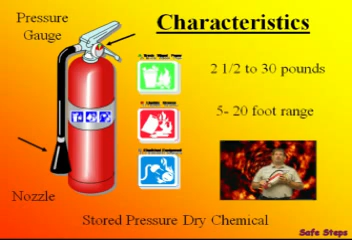 Pressure
Gauge
Characteristics
2 1/2 to 30 pounds
5- 20 foot range
Nozzle
Stored Pressure Dry Chemical
Safe Steps